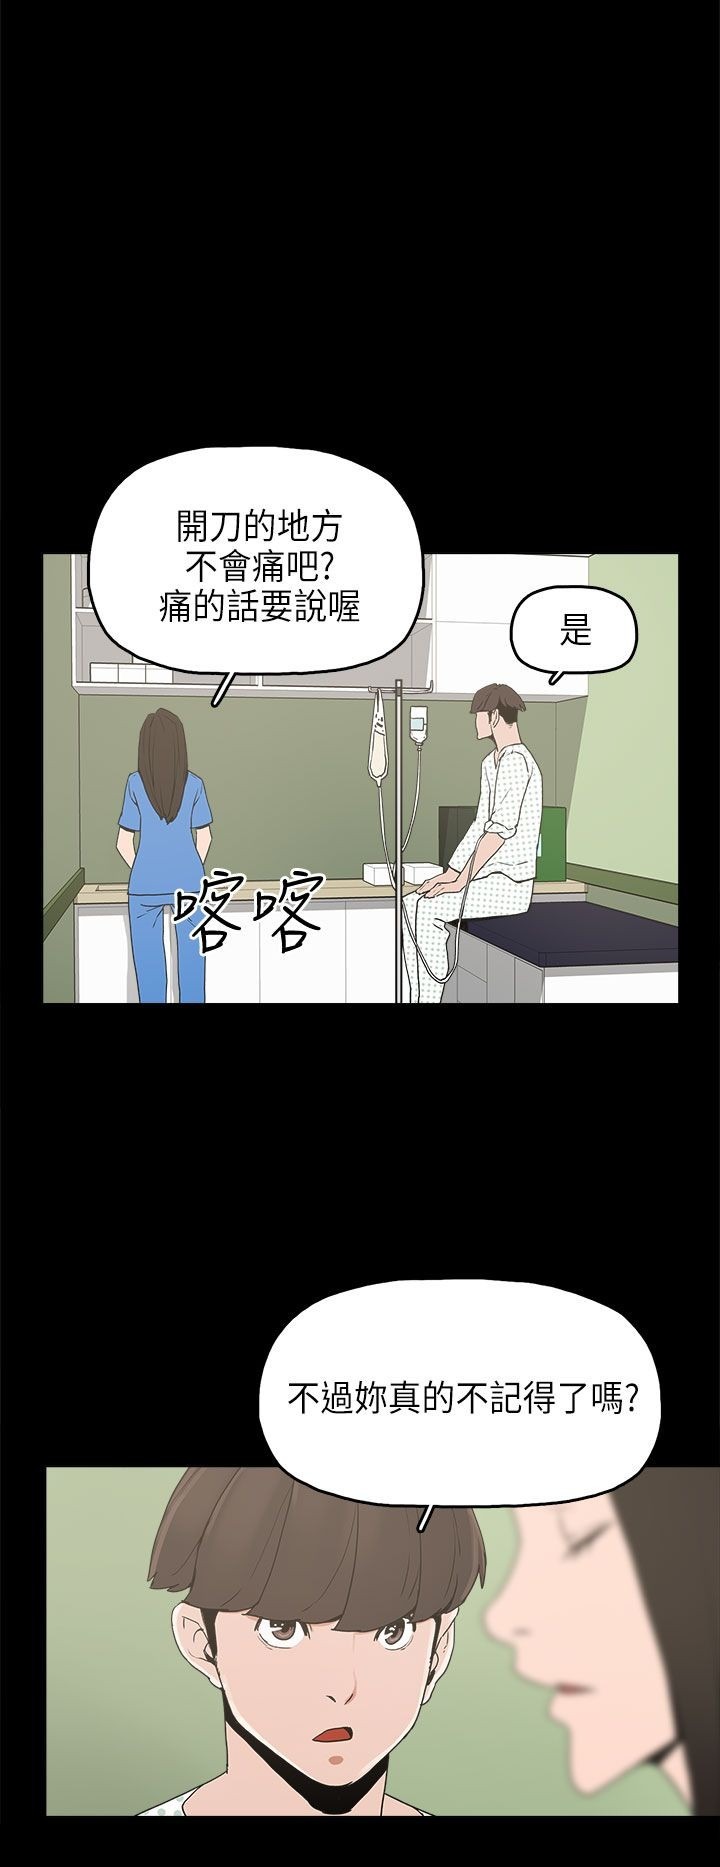 開刀的地方
不會痛吧?
痛的話要說喔
是
喀喀
不過妳真的不記得了嗎?